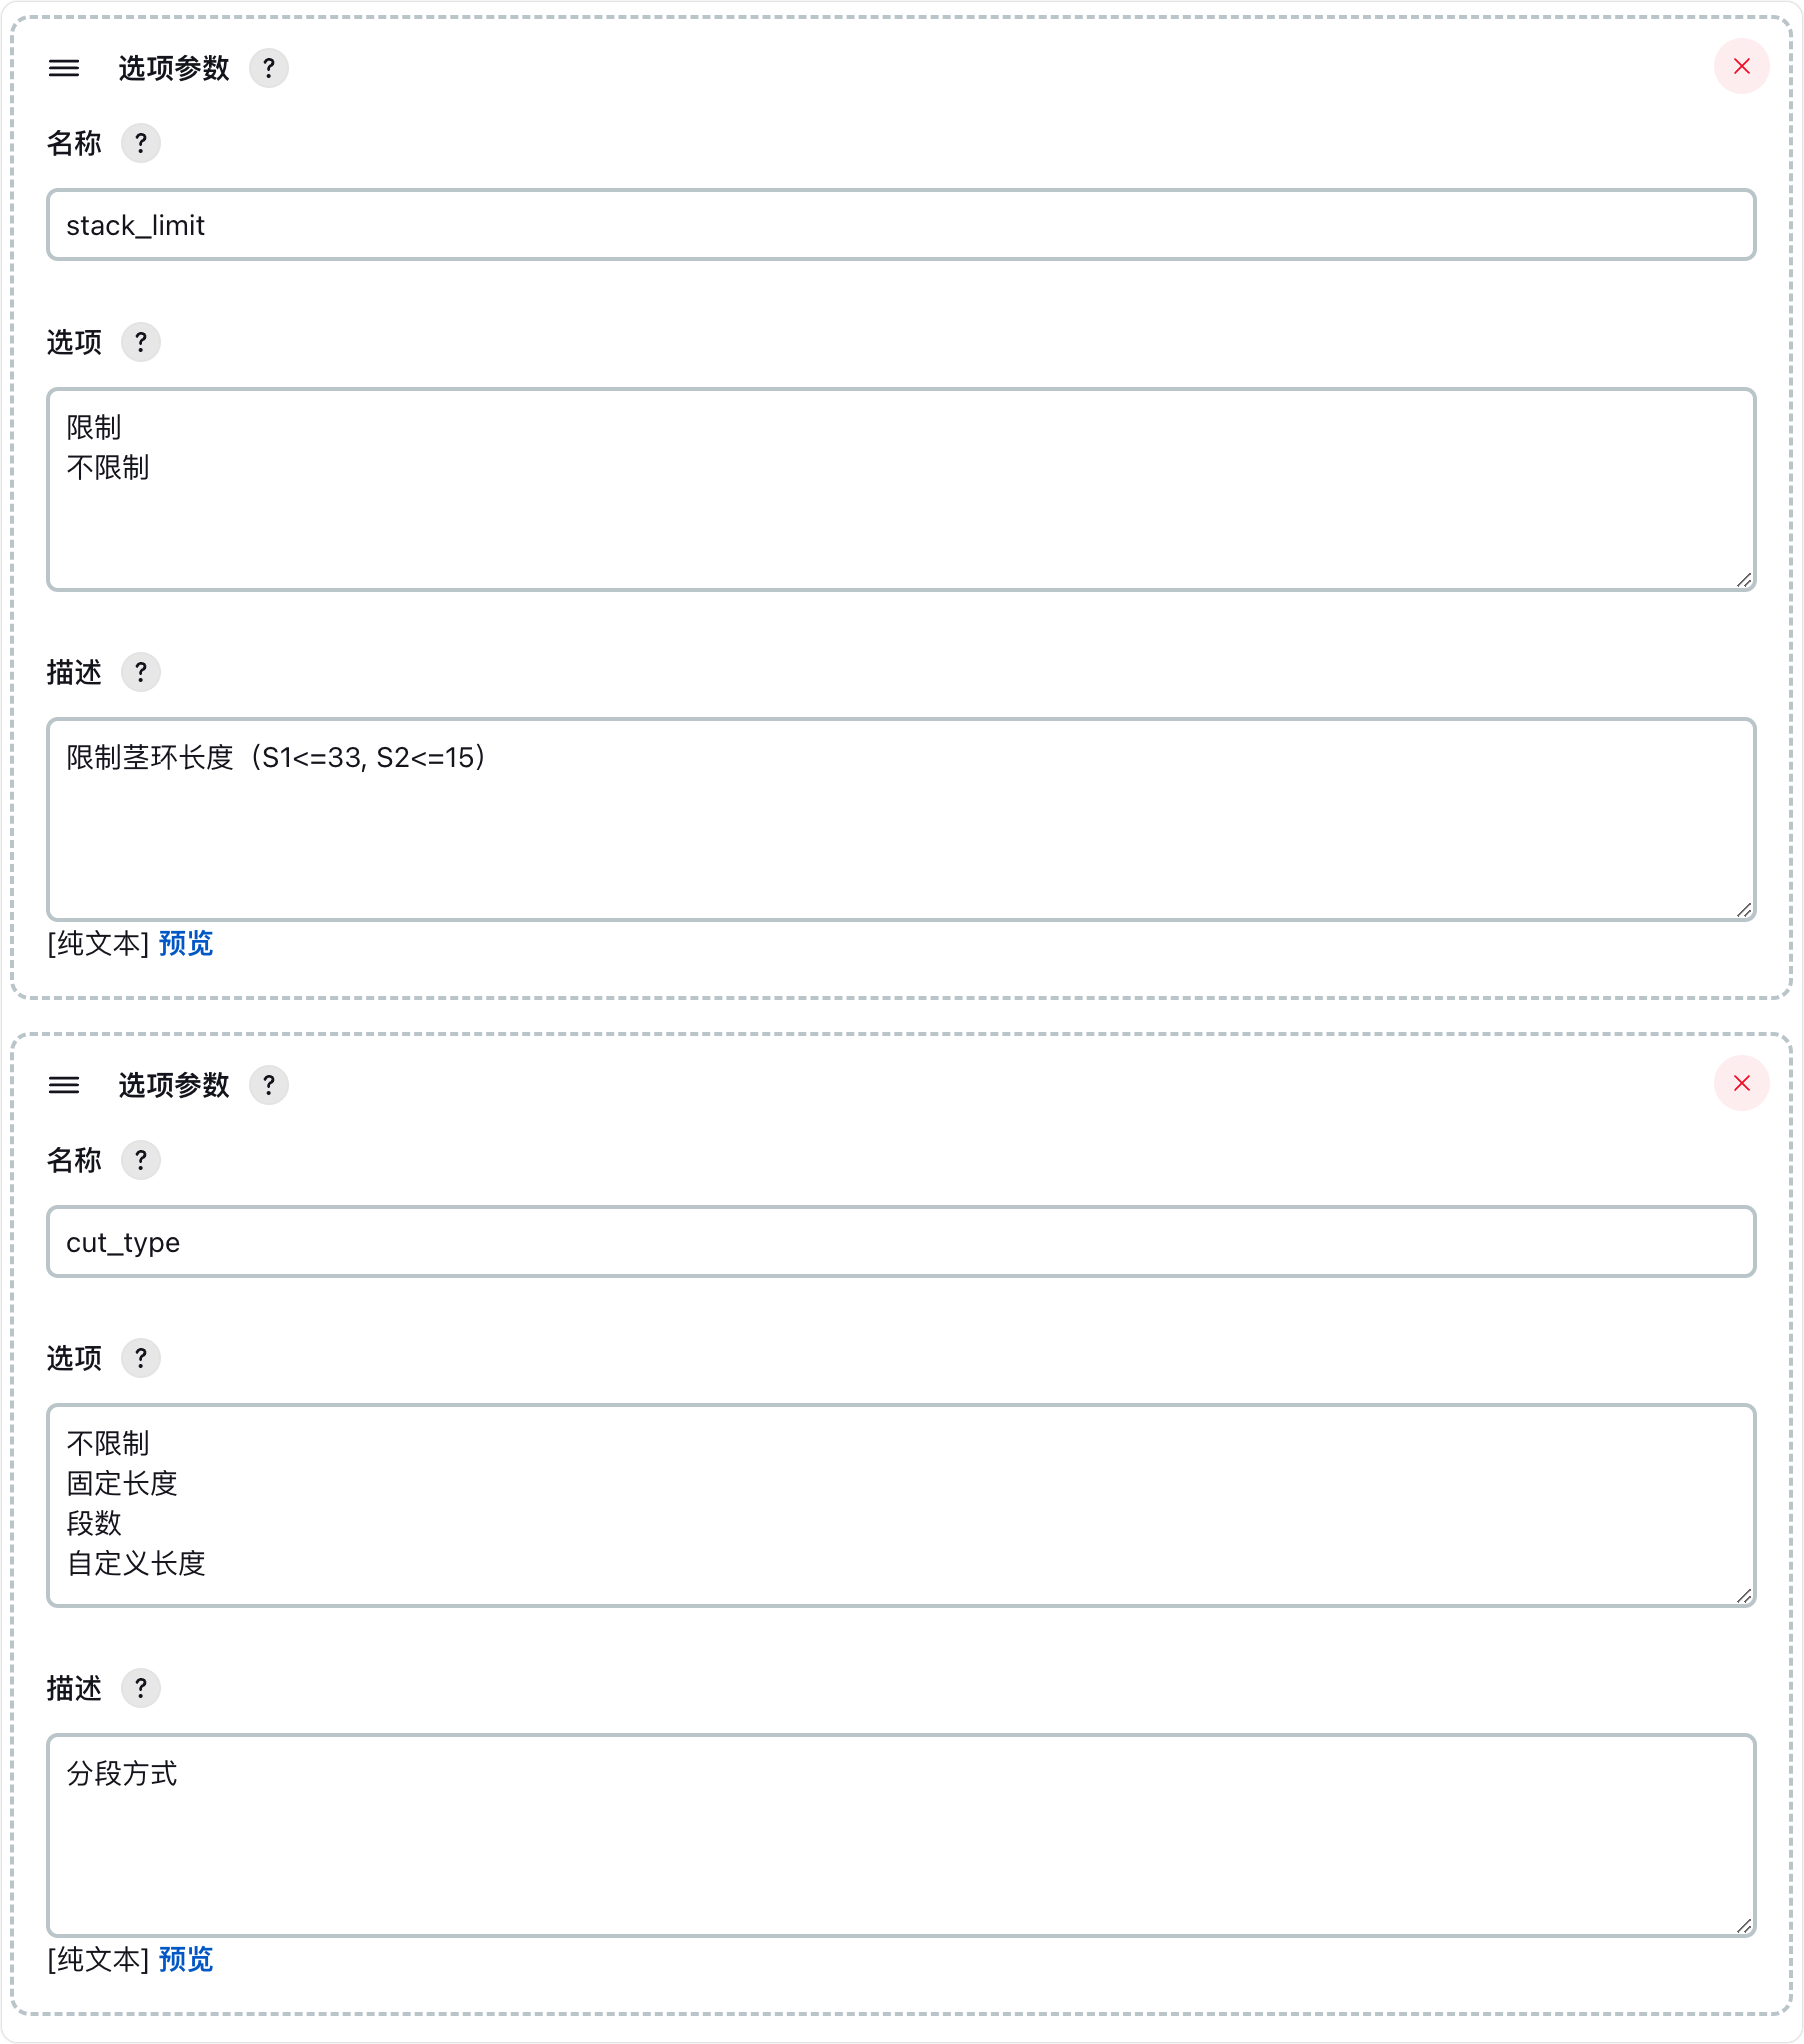 选项参数 ?
名称 ?
stack_limit
选项 ?
限制
不限制
描述 ?
限制茎环长度（S1<=33, S2<=15）
[纯文本] 预览
选项参数 ?
名称 ?
cut_type
选项 ?
不限制
固定长度
段数
自定义长度
描述 ?
分段方式
[纯文本] 预览